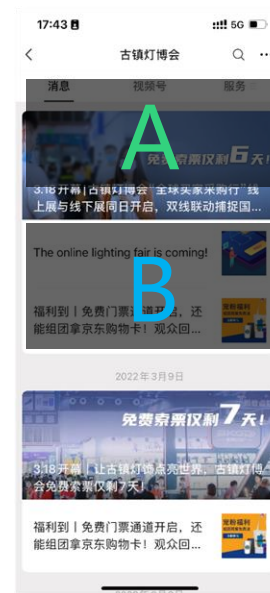 17:43
5G
古镇灯博会
消息 视频号 服务
A
免费索票仅剩6天!
3.18开幕|古镇灯博会“全球买家采购行”线
上展与线下展同日开启，双线联动捕捉国...
The online lighting fair is coming!
B
福利到丨免费门票通道开启，还
能组团拿京东购物卡！观众回...
2022年3月9日
免费索票仅剩7天!
3.18开幕丨让古镇灯饰点亮世界，古镇灯博
会免费索票仅剩7天！
宠粉福利
福利到丨免费门票通道开启，还
能组团拿京东购物卡！观众回...